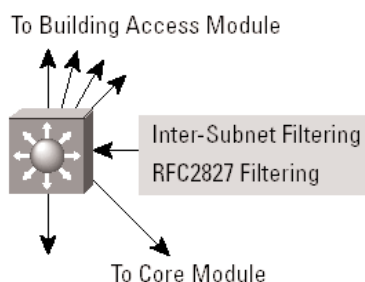 To Building Access Module
Inter-Subnet Filtering
RFC2827 Filtering
To Core Module